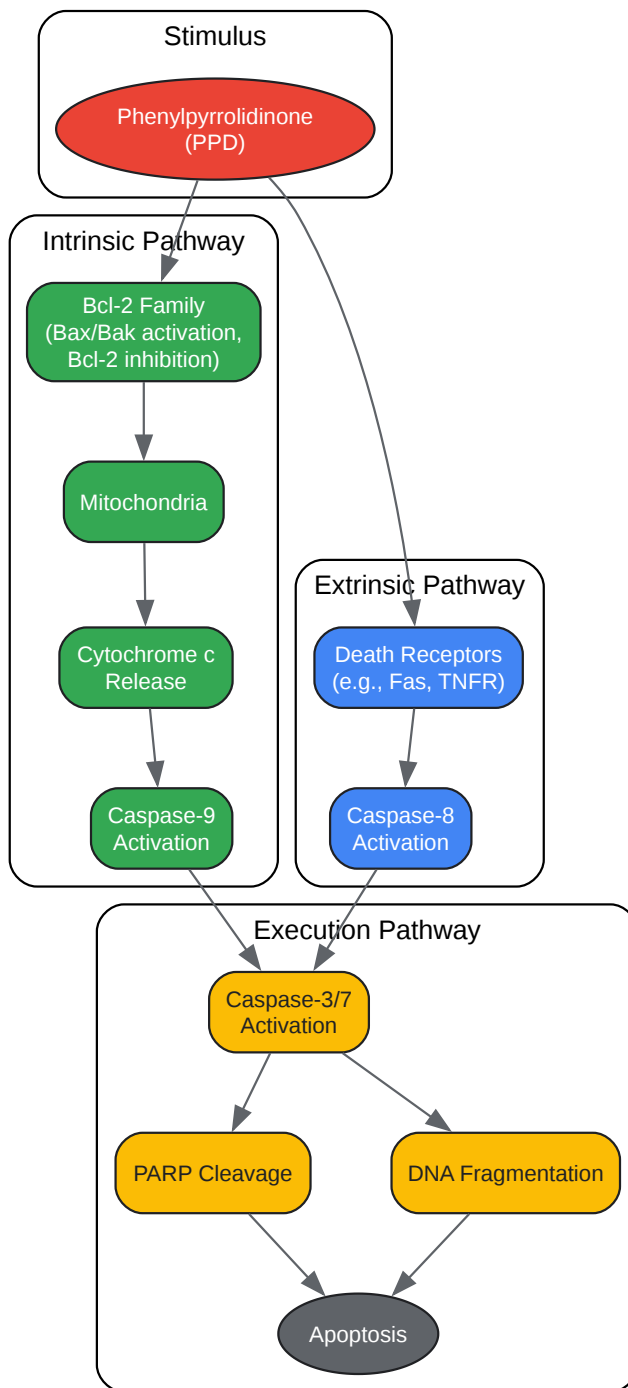 Stimulus
Phenylpyrrolidinone
(PPD)
Intrinsic Pathway
Bcl-2 Family
(Bax/Bak activation,
Bcl-2 inhibition)
Mitochondria
Cytochrome c
Release
Caspase-9
Activation
Extrinsic Pathway
Death Receptors
(e.g., Fas, TNFR)
Caspase-8
Activation
Execution Pathway
Caspase-3/7
Activation
PARP Cleavage
DNA Fragmentation
Apoptosis